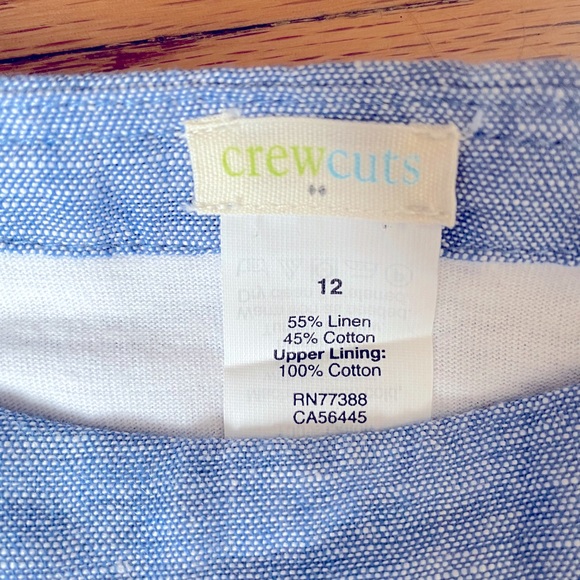 crewcuts
12
55% Linen
45% Cotton
Upper Lining:
100% Cotton
RN77388
CA56445